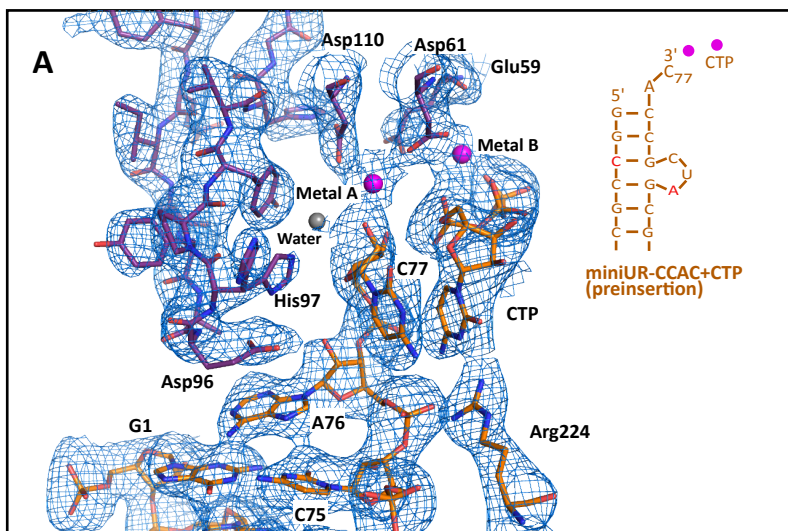 A
Asp110
Asp61
Glu59
Metal B
Metal A
Water
His97
C77
CTP
Asp96
A76
G1
Arg224
C75
3'
C77
CTP
A
5'
G C
G C
C G C
U
C G A
G C
C G
miniUR-CCAC+CTP
(preinsertion)